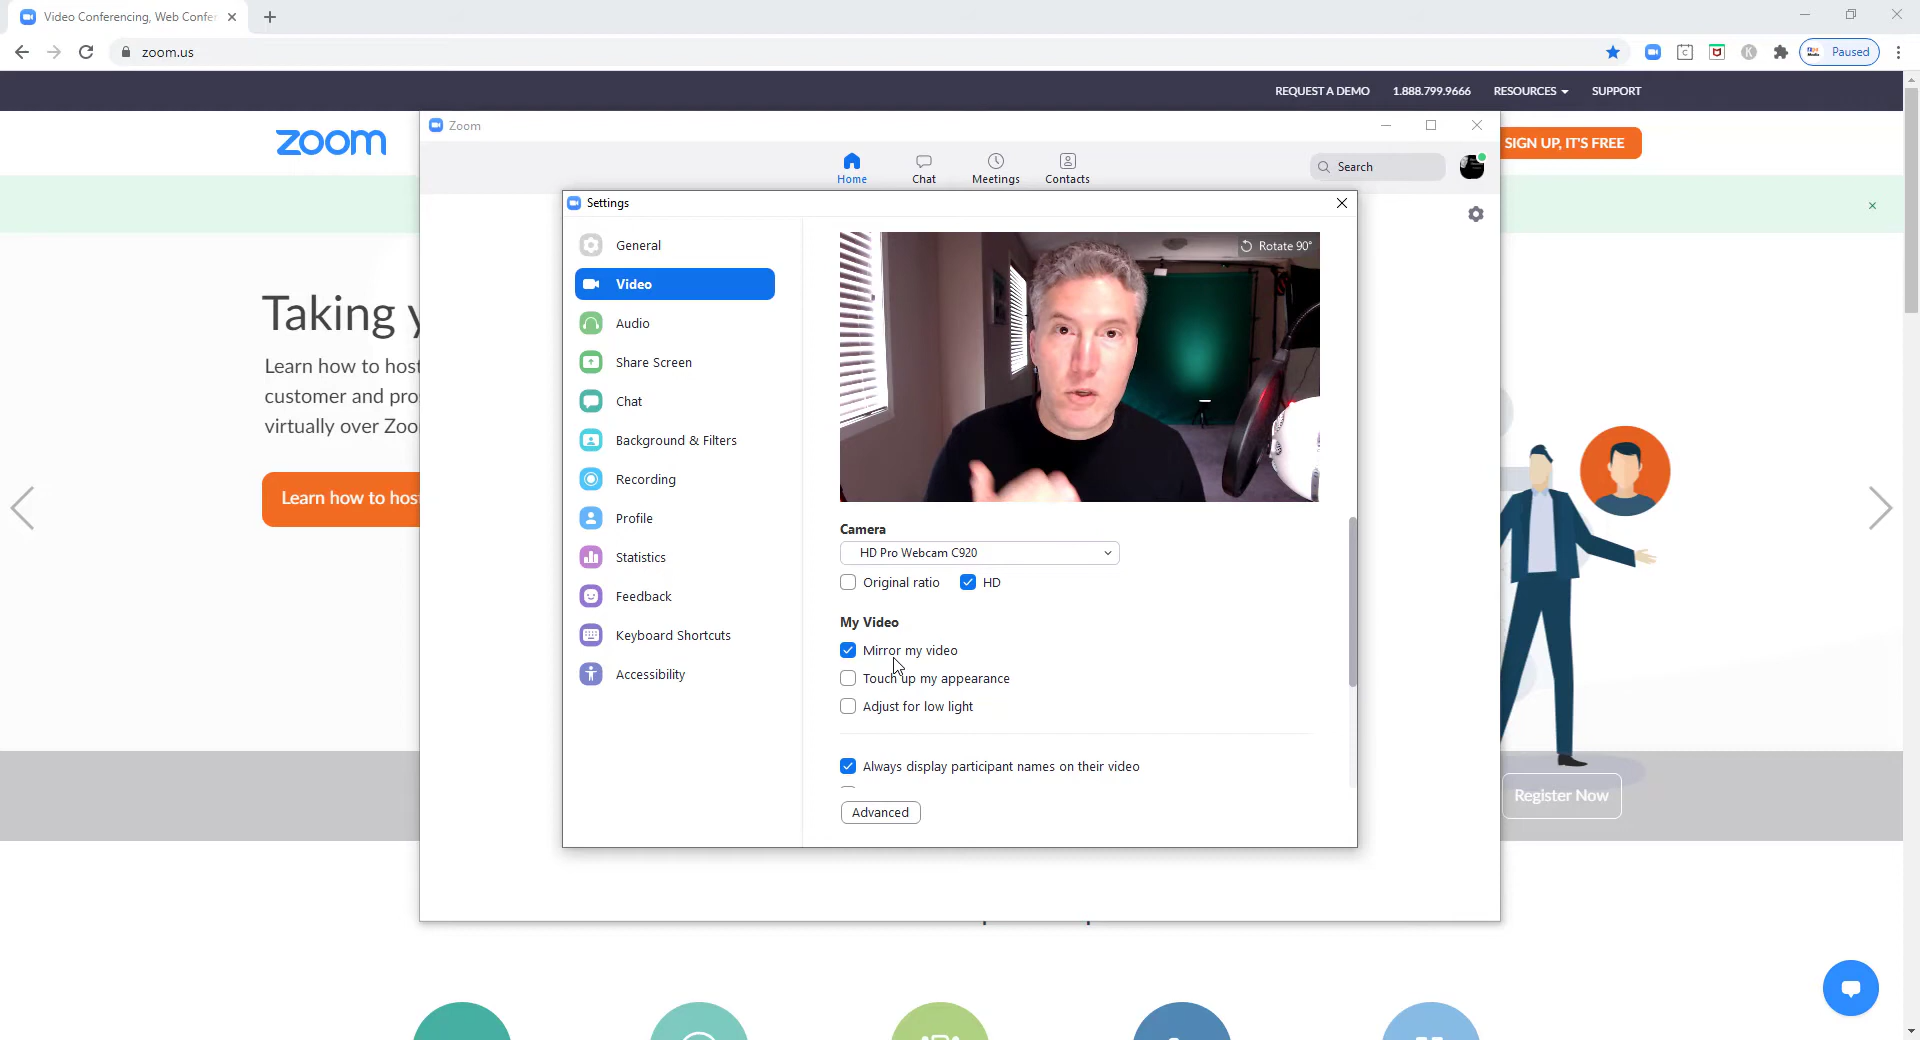 Video Conferencing, Web Confer
zoom.us
Paused
REQUEST A DEMO
1.888.799.9666
RESOURCES
SUPPORT
zoom
SIGN UP, IT'S FREE
Zoom
Home
Chat
Meetings
Contacts
Search
Settings
General
Video
Audio
Share Screen
Chat
Background & Filters
Recording
Profile
Statistics
Feedback
Keyboard Shortcuts
Accessibility
Rotate 90°
Camera
HD Pro Webcam C920
Original ratio
HD
My Video
Mirror my video
Touch up my appearance
Adjust for low light
Always display participant names on their video
Advanced
Taking y
Learn how to host
customer and pro
virtually over Zoo
Learn how to host
Register Now